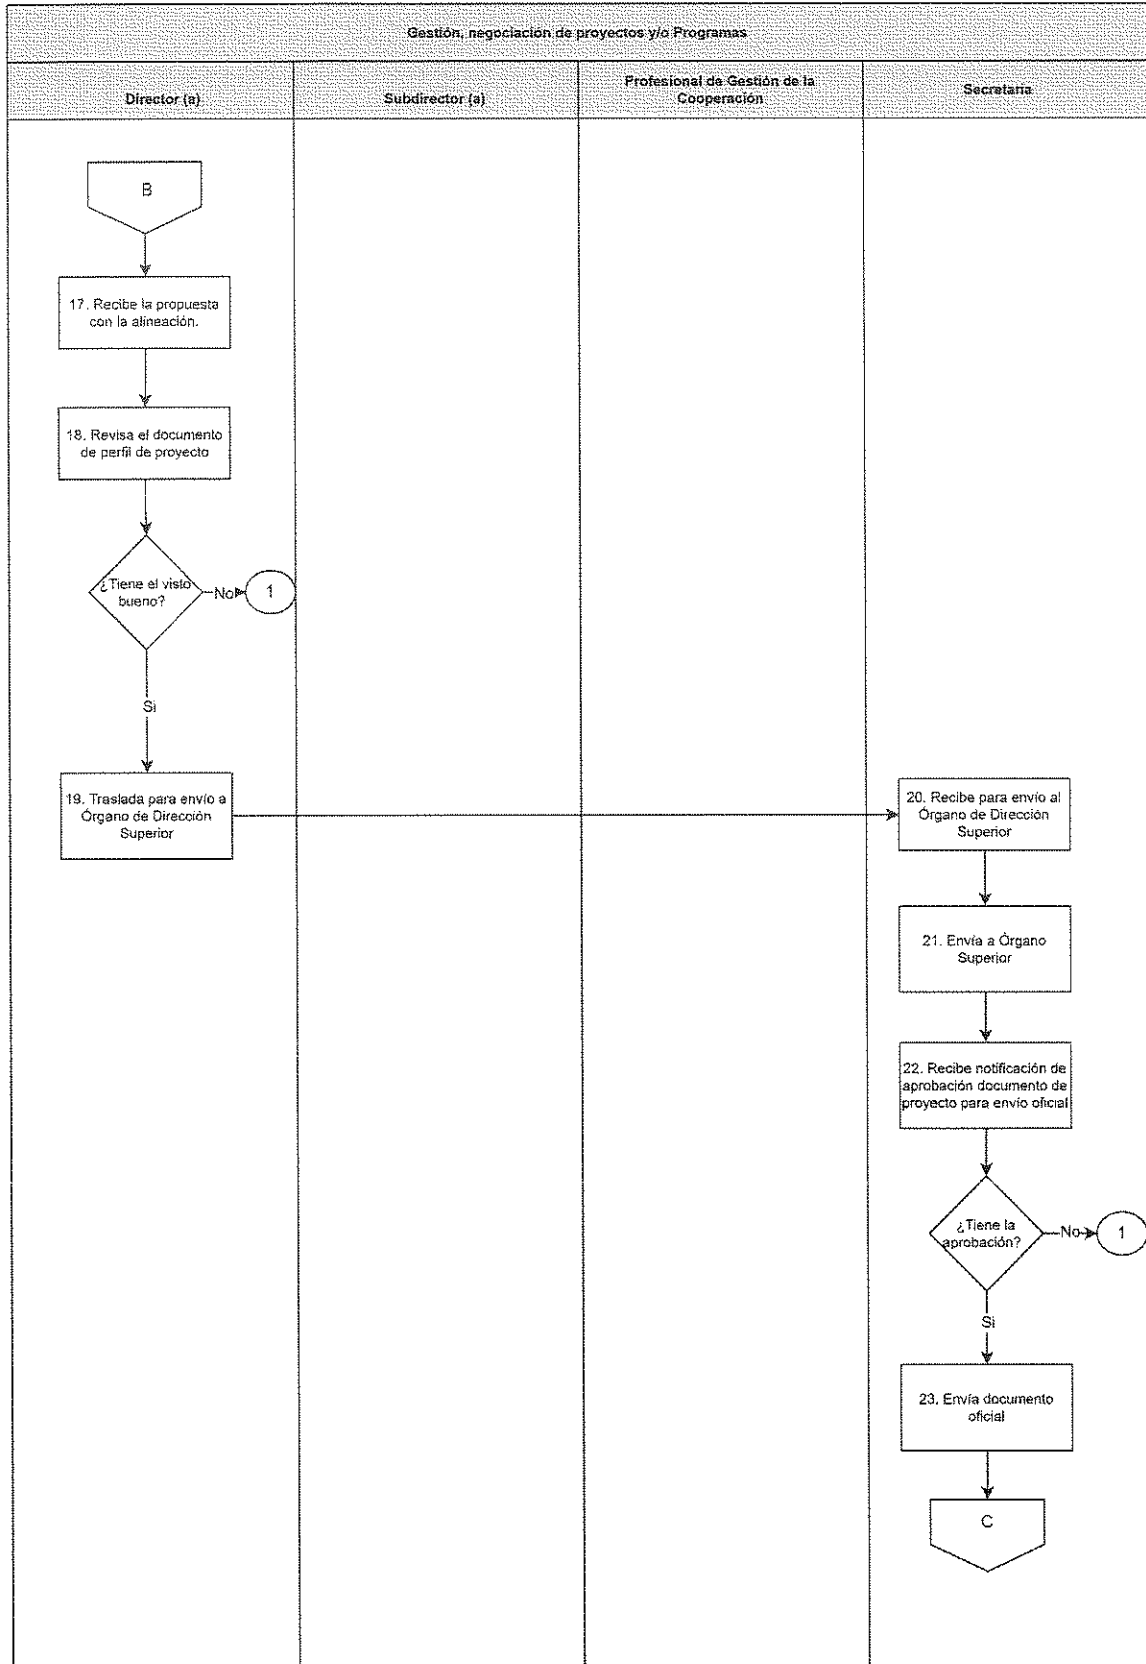 Gestión, negociación de proyectos y/o Programas
Director (a)
Subdirector (a)
Profesional de Gestión de la
Cooperación
Secretaria
B
17. Recibe la propuesta
con la alineación.
18. Revisa el documento
de perfil de proyecto
¿Tiene el visto
bueno?
No
1
Si
19. Traslada para envío a
Órgano de Dirección
Superior
20. Recibe para envío al
Órgano de Dirección
Superior
21. Envía a Órgano
Superior
22. Recibe notificación de
aprobación documento de
proyecto para envío oficial
¿Tiene la
aprobación?
No
1
Si
23. Envía documento
oficial
C